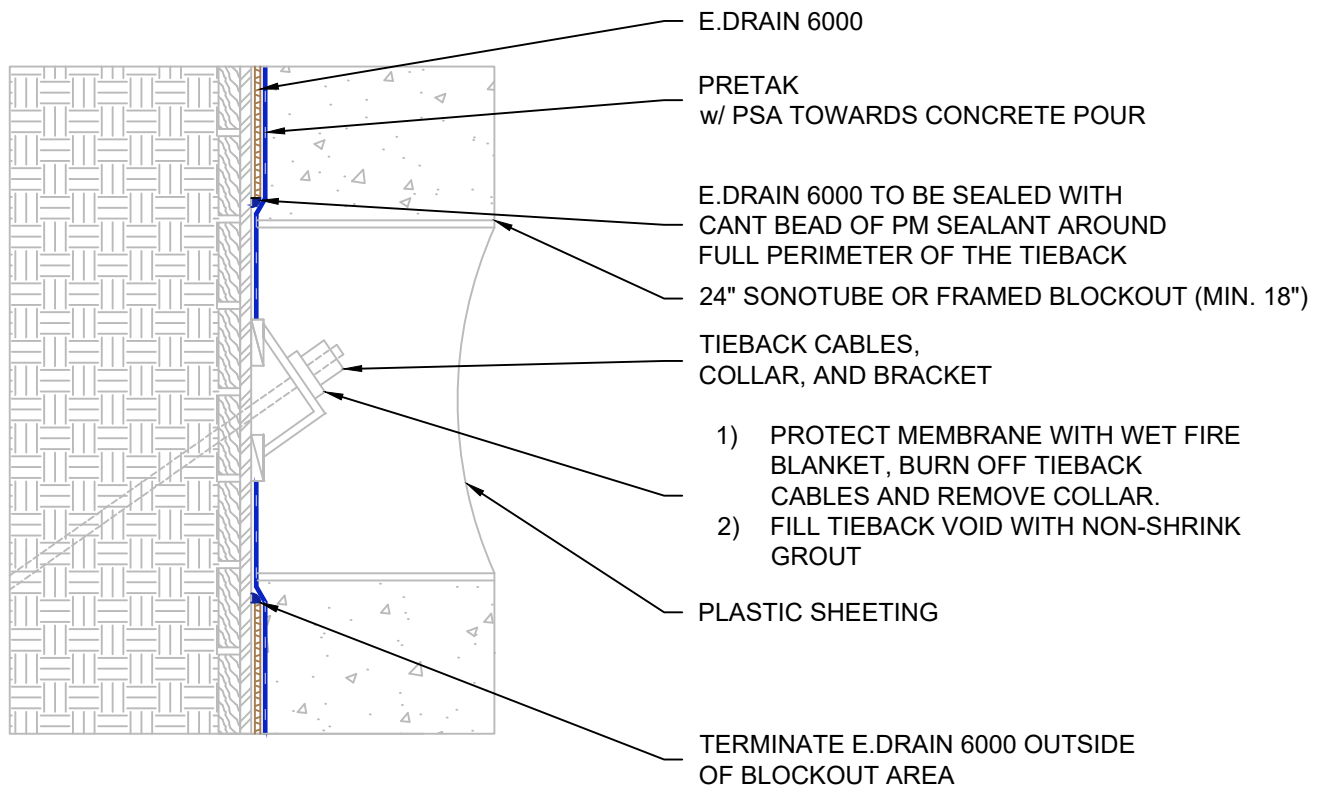 E.DRAIN 6000
PRETAK
w/ PSA TOWARDS CONCRETE POUR
E.DRAIN 6000 TO BE SEALED WITH
CANT BEAD OF PM SEALANT AROUND
FULL PERIMETER OF THE TIEBACK
24" SONOTUBE OR FRAMED BLOCKOUT (MIN. 18")
TIEBACK CABLES,
COLLAR, AND BRACKET
1) PROTECT MEMBRANE WITH WET FIRE
BLANKET, BURN OFF TIEBACK
CABLES AND REMOVE COLLAR.
2) FILL TIEBACK VOID WITH NON-SHRINK
GROUT
PLASTIC SHEETING
TERMINATE E.DRAIN 6000 OUTSIDE
OF BLOCKOUT AREA